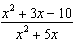 x² + 3x − 10
x² + 5x